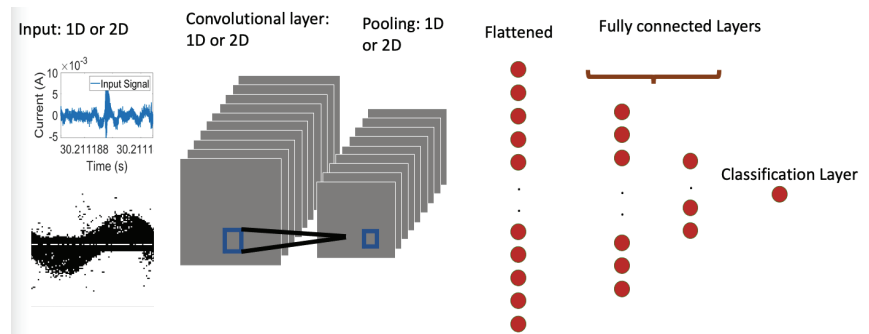 Input: 1D or 2D
Convolutional layer:
1D or 2D
Pooling: 1D
or 2D
Flattened
Fully connected Layers
10
×10⁻³
5
0
-5
Current (A)
Input Signal
30.211188 30.2111
Time (s)
Classification Layer